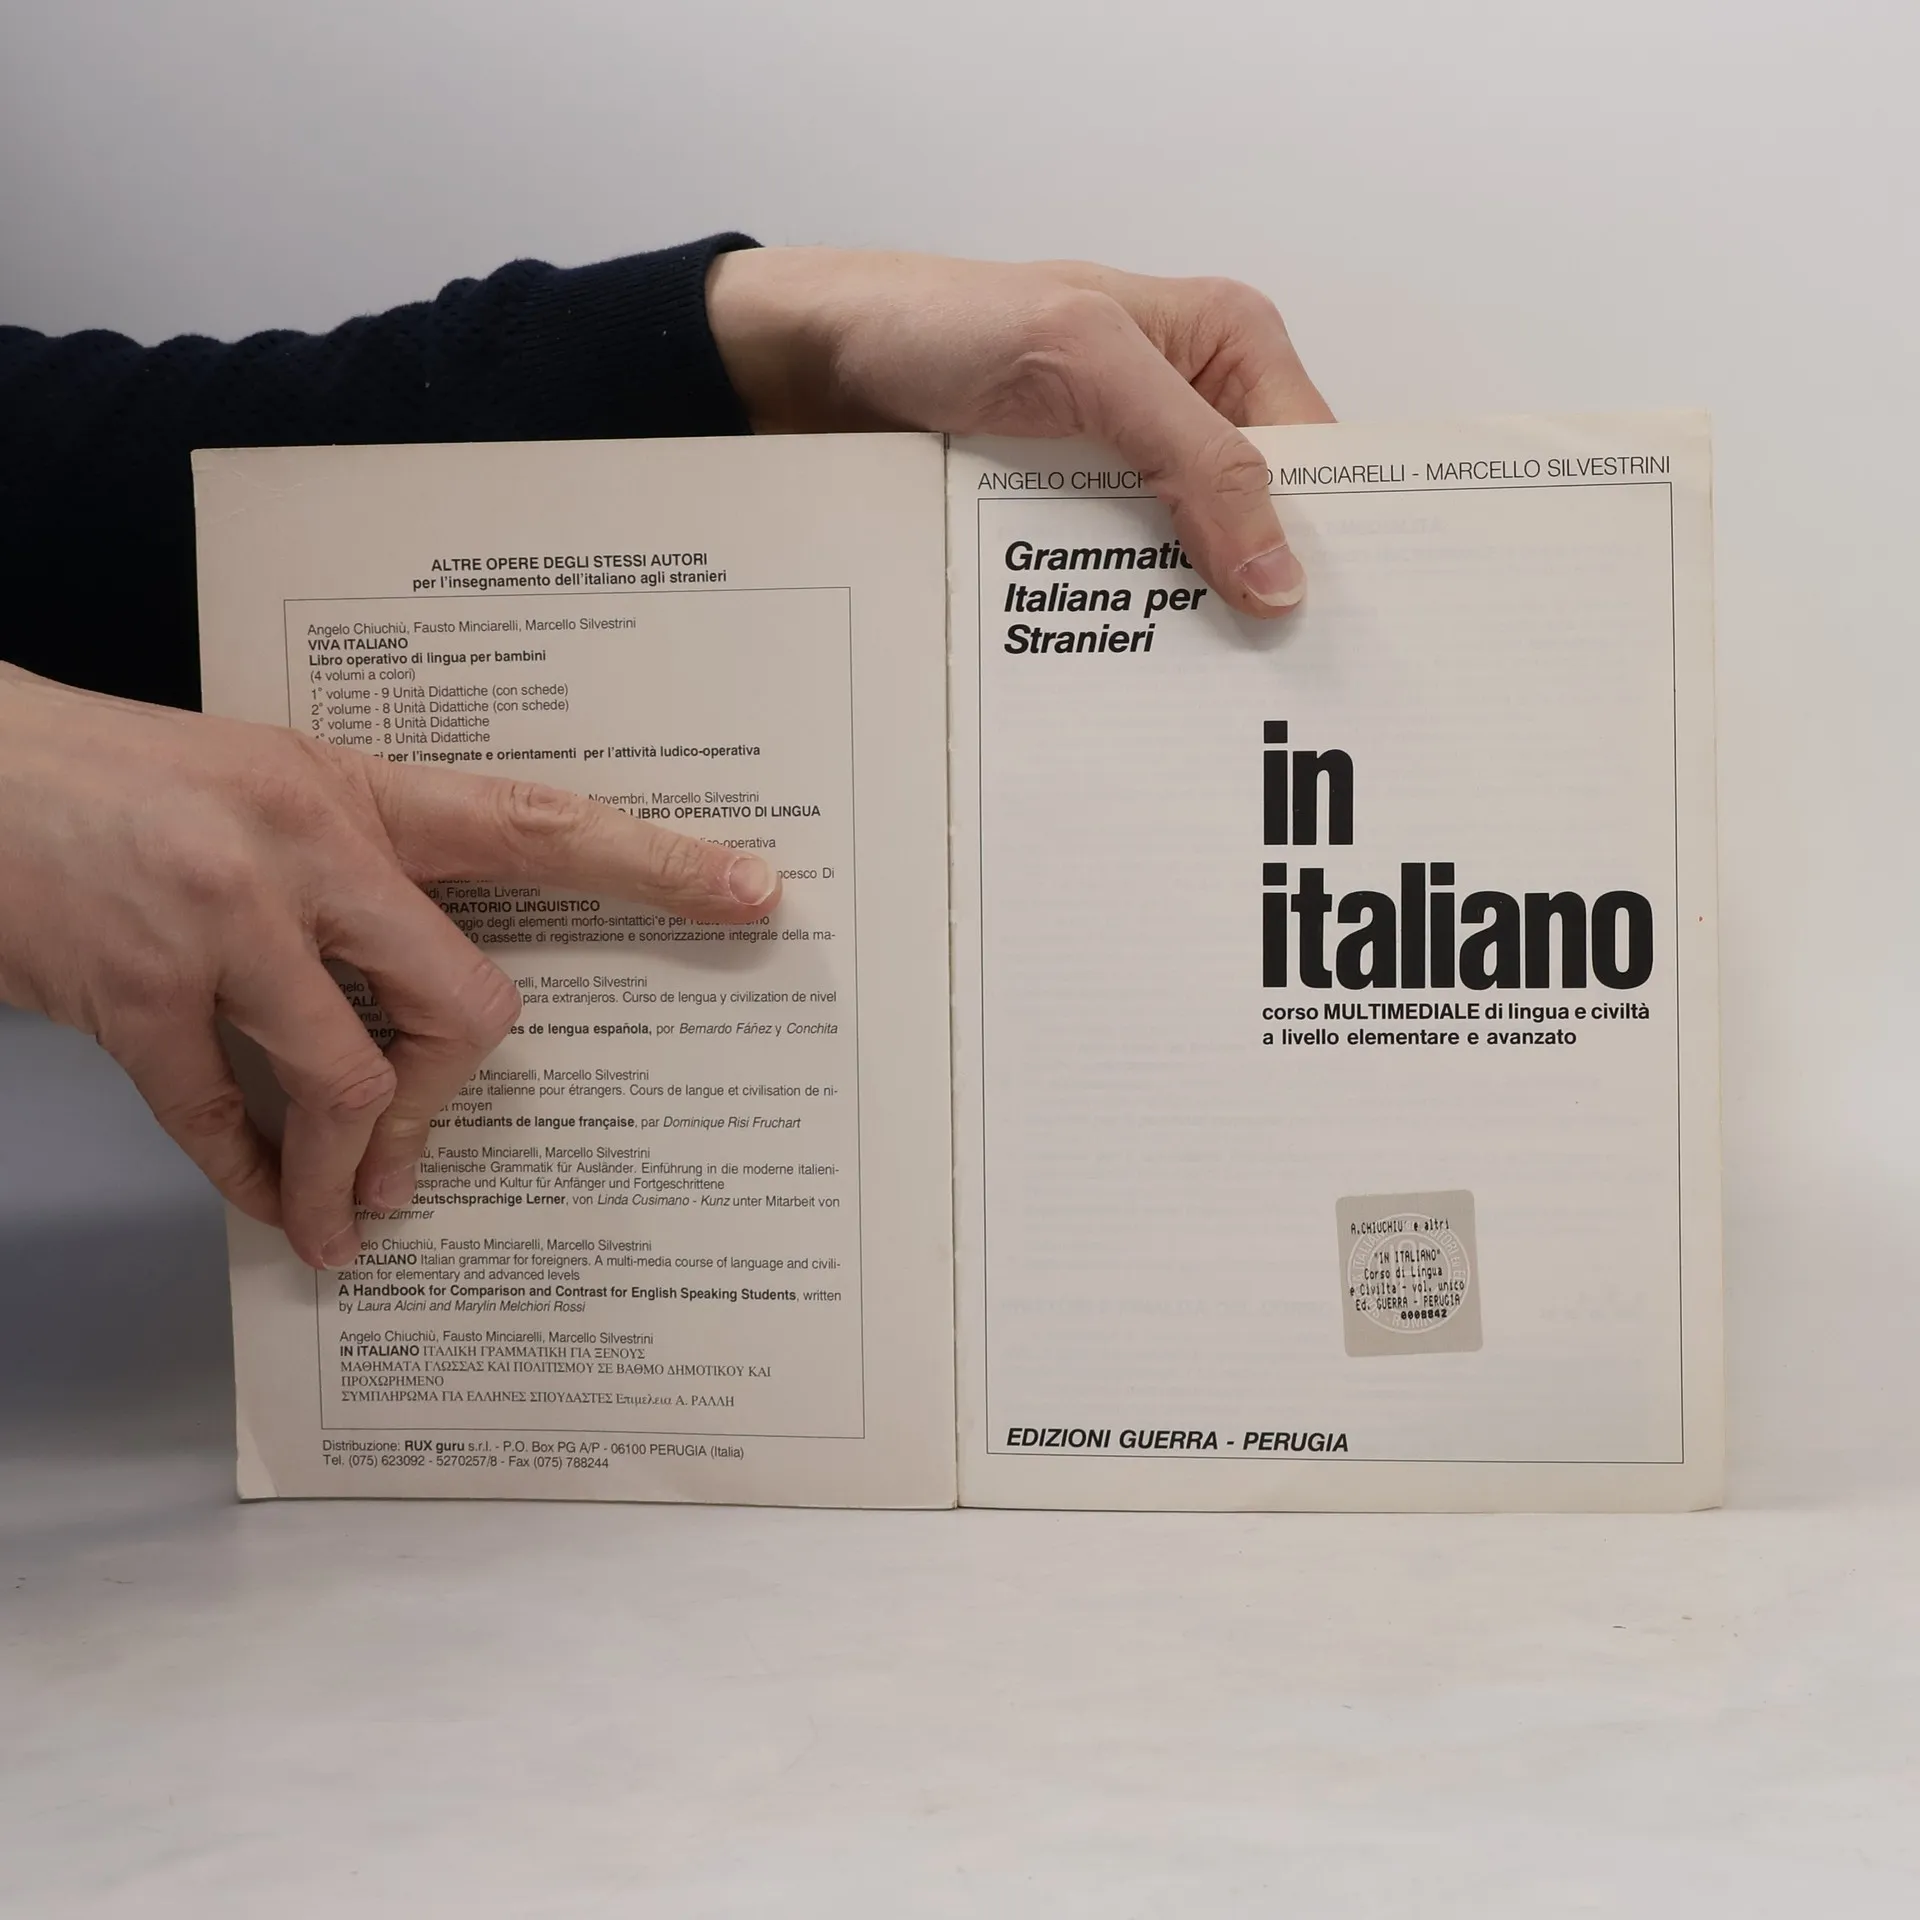 ALTRE OPERE DEGLI STESSI AUTORI
per l'insegnamento dell'italiano agli stranieri
Angelo Chiuchiù, Fausto Minciarelli, Marcello Silvestrini
VIVA ITALIANO
Libro operativo di lingua per bambini
(4 volumi a colori)
1° volume - 9 Unità Didattiche (con schede)
2° volume - 8 Unità Didattiche (con schede)
3° volume - 8 Unità Didattiche
volume - 8 Unità Didattiche
per l'insegnate e orientamenti per l'attività ludico-operativa
Novembri, Marcello Silvestrini
LIBRO OPERATIVO DI LINGUA
Di
Fiorella Liverani
LINGUISTICO
degli elementi morfo-sintattici e per
10 cassette di registrazione e sonorizzazione integrale della ma-
Marcello Silvestrini
para extranjeros. Curso de lengua y civilization de nivel
de lengua española, por Bernardo Fáñez y Conchita
Minciarelli, Marcello Silvestrini
italienne pour étrangers. Cours de langue et civilisation de ni-
moyen
étudiants de langue française, par Dominique Risi Fruchart
Fausto Minciarelli, Marcello Silvestrini
Italienische Grammatik für Ausländer. Einführung in die moderne italieni-
und Kultur für Anfänger und Fortgeschrittene
deutschsprachige Lerner, von Linda Cusimano - Kunz unter Mitarbeit von
Zimmer
Chiuchiù, Fausto Minciarelli, Marcello Silvestrini
ITALIANO Italian grammar for foreigners. A multi-media course of language and civili-
zation for elementary and advanced levels
A Handbook for Comparison and Contrast for English Speaking Students, written
by Laura Alcini and Marylin Melchiori Rossi
Angelo Chiuchiù, Fausto Minciarelli, Marcello Silvestrini
IN ITALIANO ΙΤΑΛΙΚΗ ΓΡΑΜΜΑΤΙΚΗ ΓΙΑ ΞΕΝΟΥΣ
ΜΑΘΗΜΑΤΑ ΓΛΩΣΣΑΣ ΚΑΙ ΠΟΛΙΤΙΣΜΟΥ ΣΕ ΒΑΘΜΟ ΔΗΜΟΤΙΚΟΥ ΚΑΙ
ΠΡΟΧΩΡΗΜΕΝΟ
ΣΥΜΠΛΗΡΩΜΑ ΓΙΑ ΕΛΛΗΝΕΣ ΣΠΟΥΔΑΣΤΕΣ Επιμελεια Α. ΡΑΛΛΗ
Distribuzione: RUX guru s.r.l. - P.O. Box PG A/P - 06100 PERUGIA (Italia)
Tel. (075) 623092 - 5270257/8 - Fax (075) 788244
ANGELO MINCIARELLI - MARCELLO SILVESTRINI
Italiana per
Stranieri
in
italiano
corso MULTIMEDIALE di lingua e civiltà
a livello elementare e avanzato
A.CHIUCHIU' e altri
"IN ITALIANO"
Corso di Lingua
e Civilta'- vol. unico
Ed. GUERRA - PERUGIA
0008842
EDIZIONI GUERRA - PERUGIA